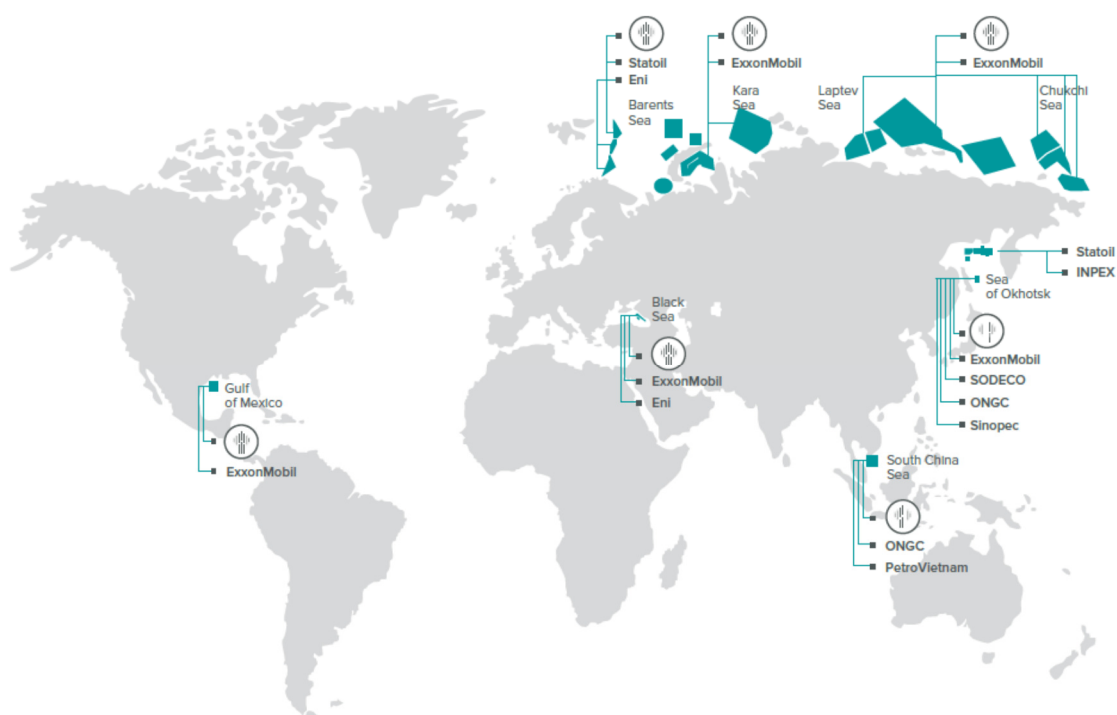 Statoil
Eni
Barents
Sea
ExxonMobil
Kara
Sea
Laptev
Sea
ExxonMobil
Chukchi
Sea
Statoil
INPEX
Sea
of Okhotsk
ExxonMobil
SODECO
ONGC
Sinopec
Black
Sea
ExxonMobil
Eni
Gulf
of Mexico
ExxonMobil
South China
Sea
ONGC
PetroVietnam